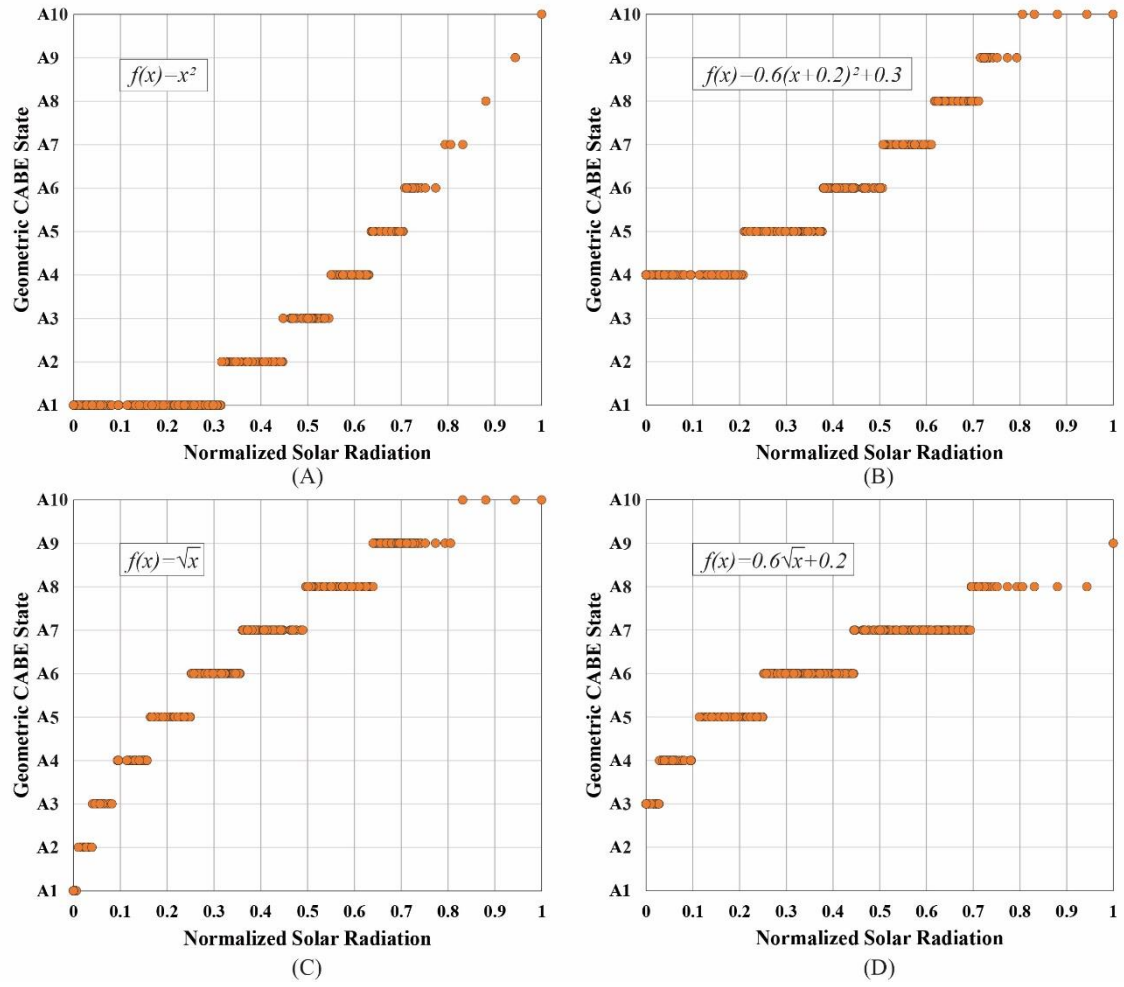 A10
A9
A8
A7
A6
A5
A4
A3
A2
A1
Geometric CABE State
f(x)=x²
0 0.1 0.2 0.3 0.4 0.5 0.6 0.7 0.8 0.9 1
Normalized Solar Radiation
(A)
A10
A9
A8
A7
A6
A5
A4
A3
A2
A1
Geometric CABE State
f(x)=0.6(x+0.2)²+0.3
0 0.1 0.2 0.3 0.4 0.5 0.6 0.7 0.8 0.9 1
Normalized Solar Radiation
(B)
A10
A9
A8
A7
A6
A5
A4
A3
A2
A1
Geometric CABE State
f(x)=√x
0 0.1 0.2 0.3 0.4 0.5 0.6 0.7 0.8 0.9 1
Normalized Solar Radiation
(C)
A10
A9
A8
A7
A6
A5
A4
A3
A2
A1
Geometric CABE State
f(x)=0.6√x+0.2
0 0.1 0.2 0.3 0.4 0.5 0.6 0.7 0.8 0.9 1
Normalized Solar Radiation
(D)